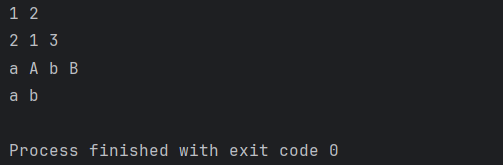 1 2
2 1 3
a A b B
a b
Process finished with exit code 0